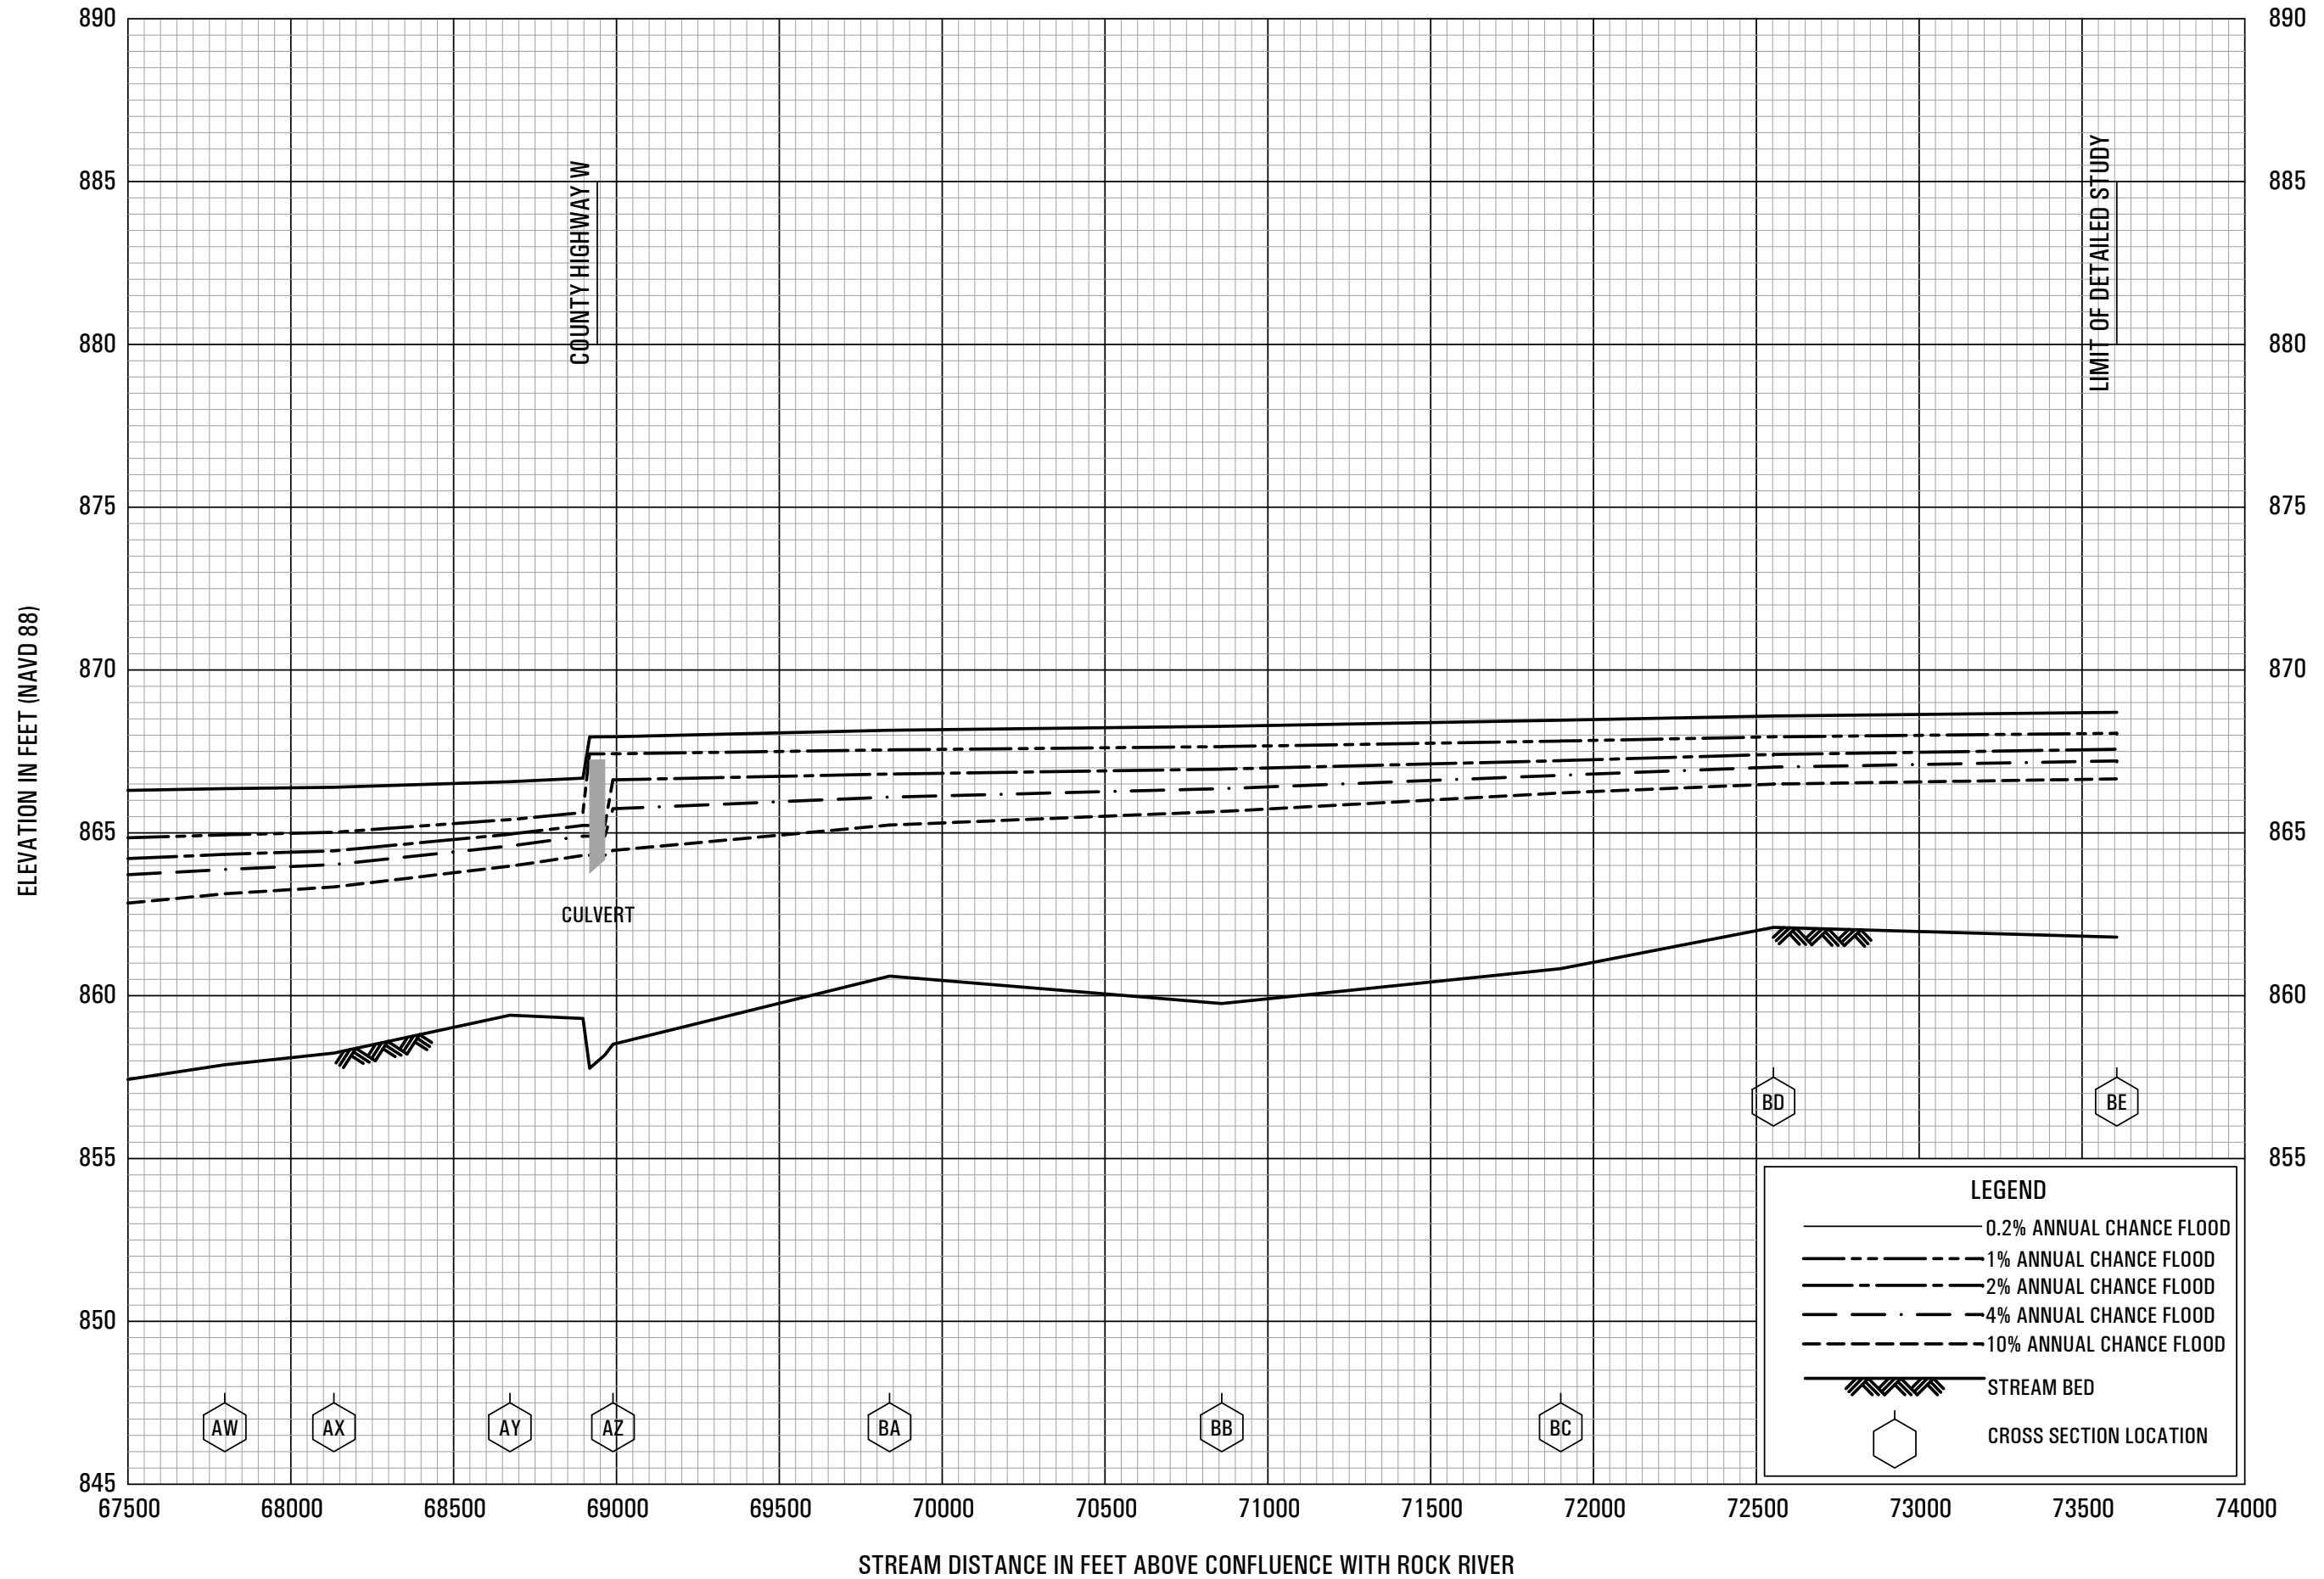 890
885
880
875
870
865
860
855
850
845
ELEVATION IN FEET (NAVD 88)
890
885
880
875
870
865
860
855
COUNTY HIGHWAY W
LIMIT OF DETAILED STUDY
CULVERT
BD
BE
AW
AX
AY
AZ
BA
BB
BC
LEGEND
0.2% ANNUAL CHANCE FLOOD
1% ANNUAL CHANCE FLOOD
2% ANNUAL CHANCE FLOOD
4% ANNUAL CHANCE FLOOD
10% ANNUAL CHANCE FLOOD
STREAM BED
CROSS SECTION LOCATION
67500 68000 68500 69000 69500 70000 70500 71000 71500 72000 72500 73000 73500 74000
STREAM DISTANCE IN FEET ABOVE CONFLUENCE WITH ROCK RIVER